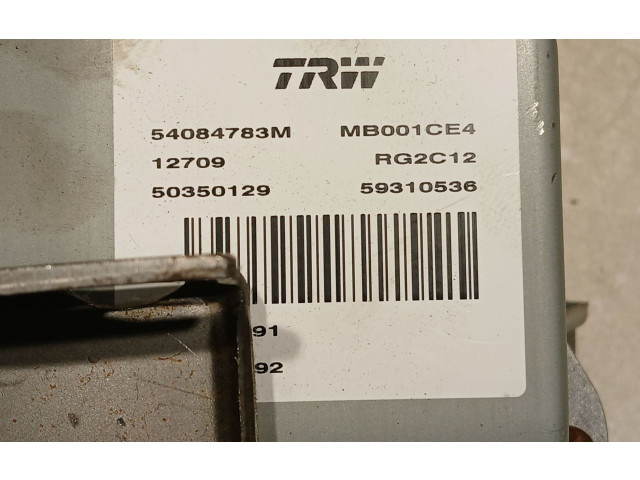 TRW
54084783M MB001CE4
12709 RG2C12
50350129 59310536
91
92